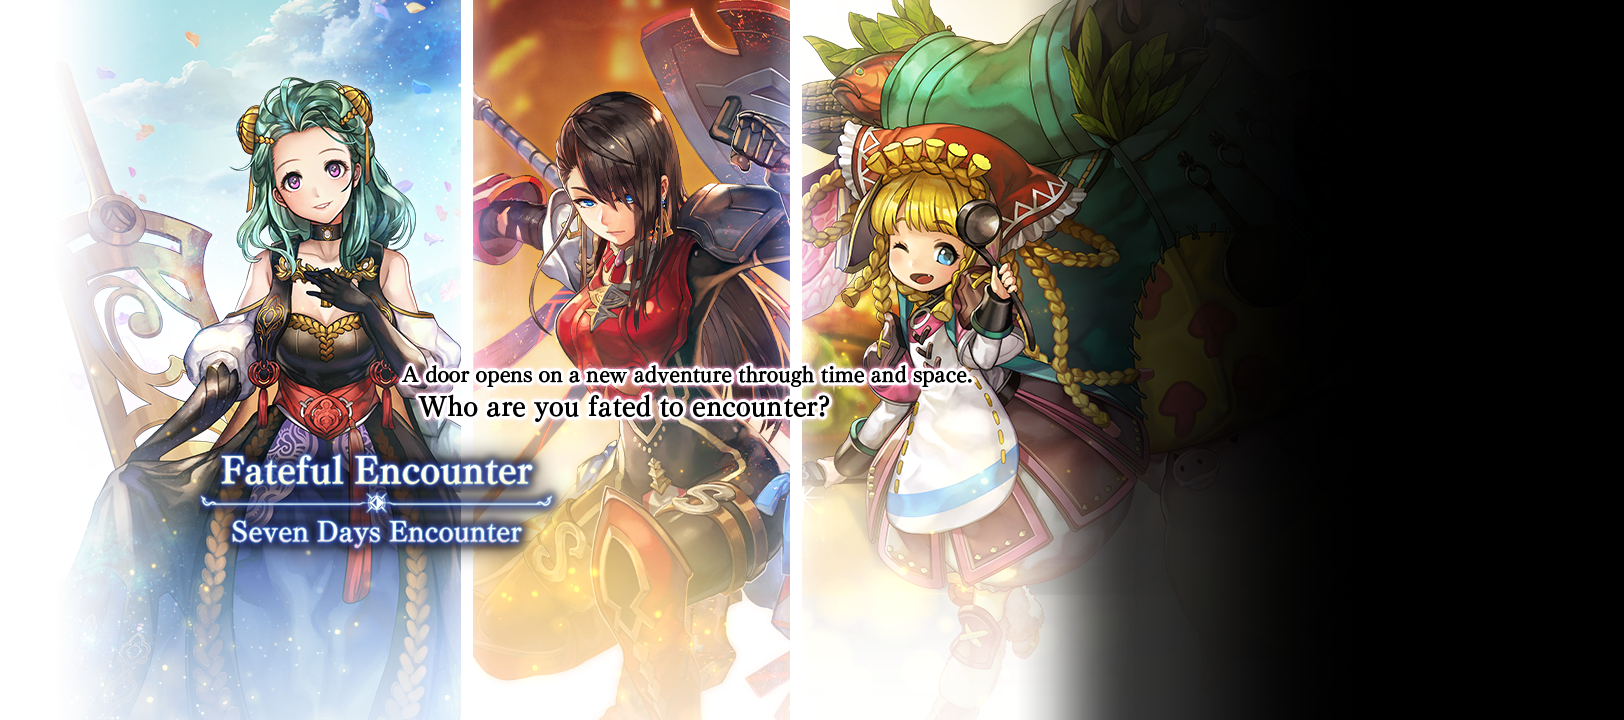 A door opens on a new adventure through time and space.
Who are you fated to encounter?
Fateful Encounter
Seven Days Encounter